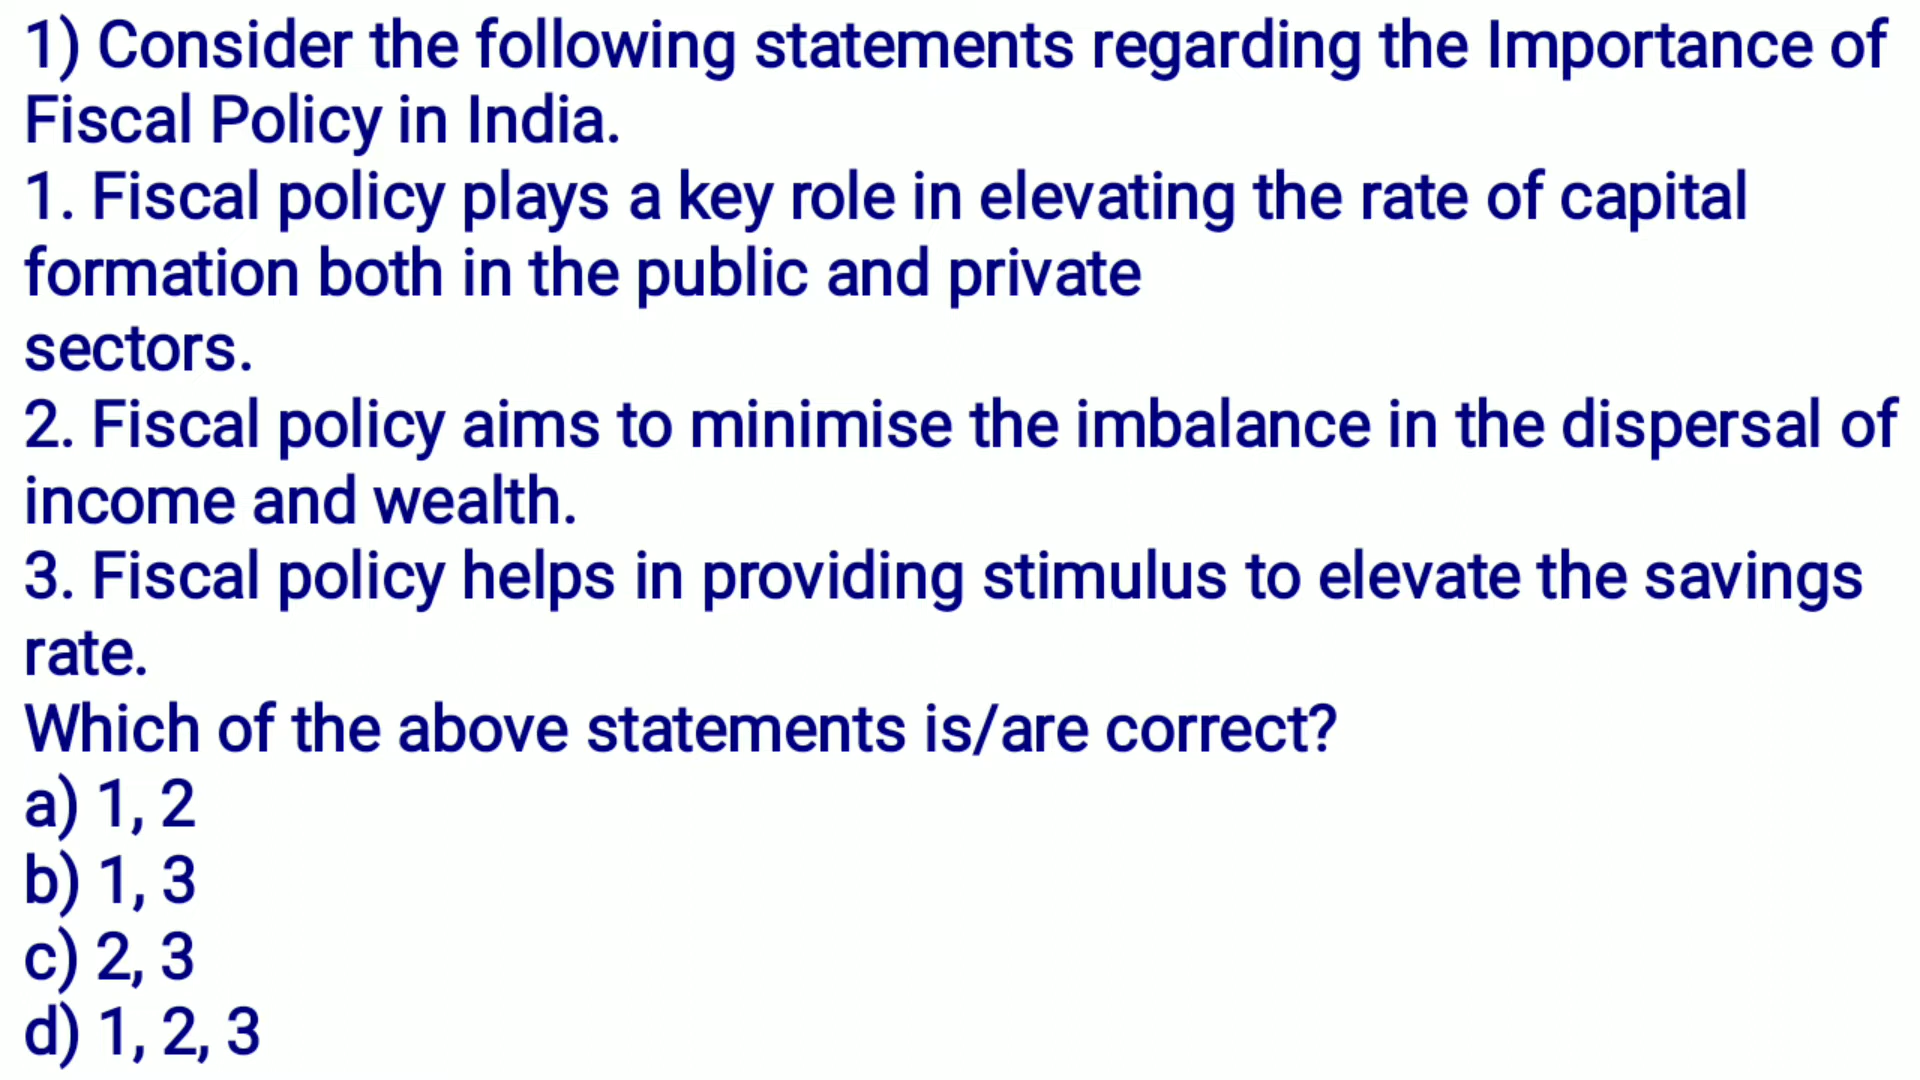 1) Consider the following statements regarding the Importance of
Fiscal Policy in India.
1. Fiscal policy plays a key role in elevating the rate of capital
formation both in the public and private
sectors.
2. Fiscal policy aims to minimise the imbalance in the dispersal of
income and wealth.
3. Fiscal policy helps in providing stimulus to elevate the savings
rate.
Which of the above statements is/are correct?
a) 1, 2
b) 1, 3
c) 2, 3
d) 1, 2, 3